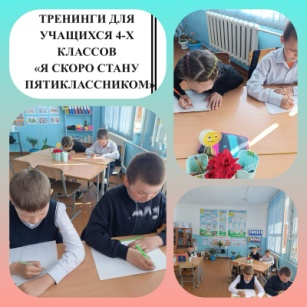 ТРЕНИНГИ ДЛЯ
УЧАЩИХСЯ 4-Х
КЛАССОВ
«Я СКОРО СТАНУ
ПЯТИКЛАССНИКОМ»